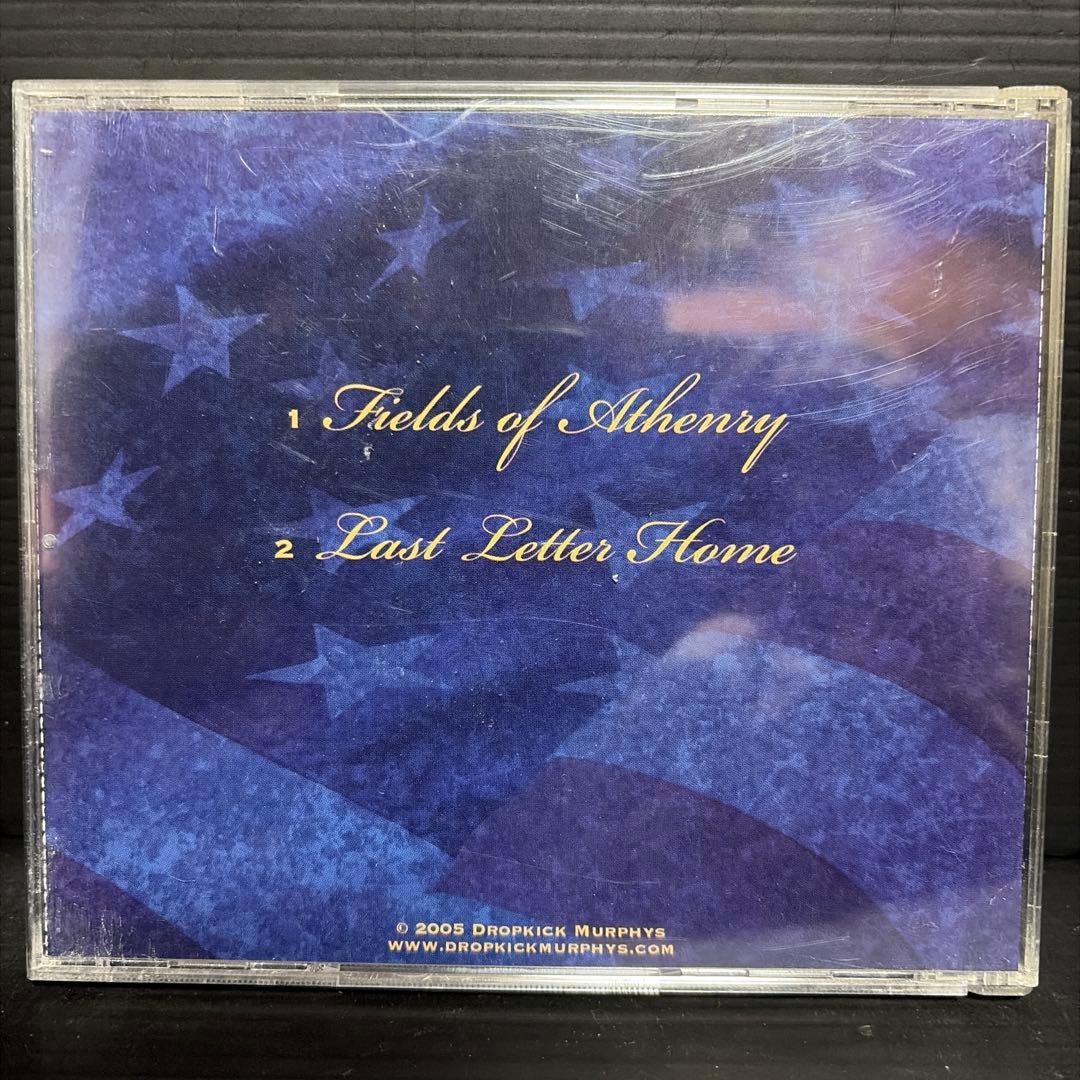 1 Fields of Athenry
2 Last Letter Home
© 2005 DROPKICK MURPHYS
WWW.DROPKICKMURPHYS.COM